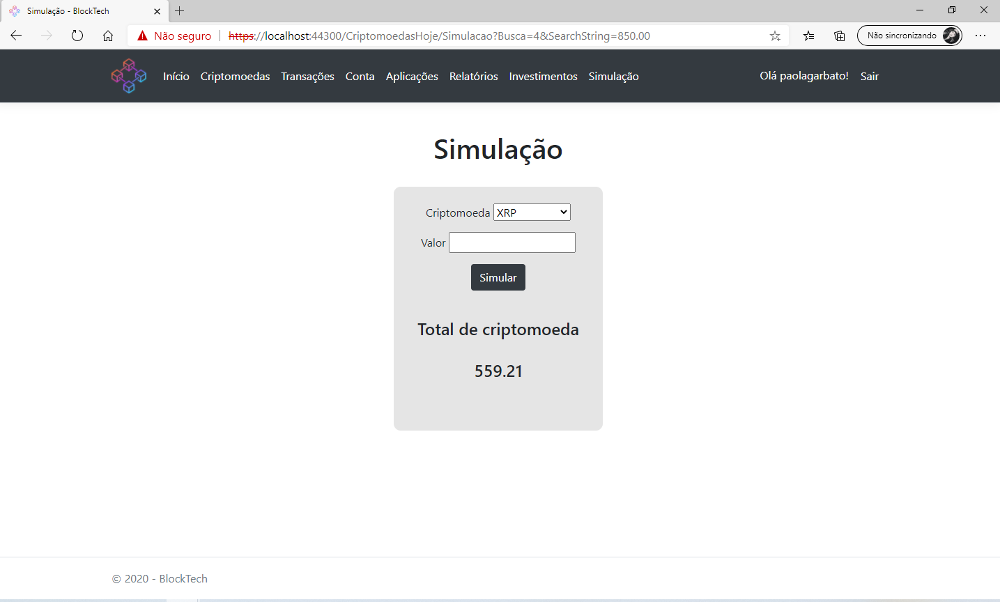 Simulação - BlockTech
Não seguro https://localhost:44300/CriptomoedasHoje/Simulacao?Busca=4&SearchString=850.00 Não sincronizando
Início Criptomoedas Transações Conta Aplicações Relatórios Investimentos Simulação Olá paolagarbato! Sair
Simulação
Criptomoeda XRP
Valor
Simular
Total de criptomoeda
559.21
© 2020 - BlockTech